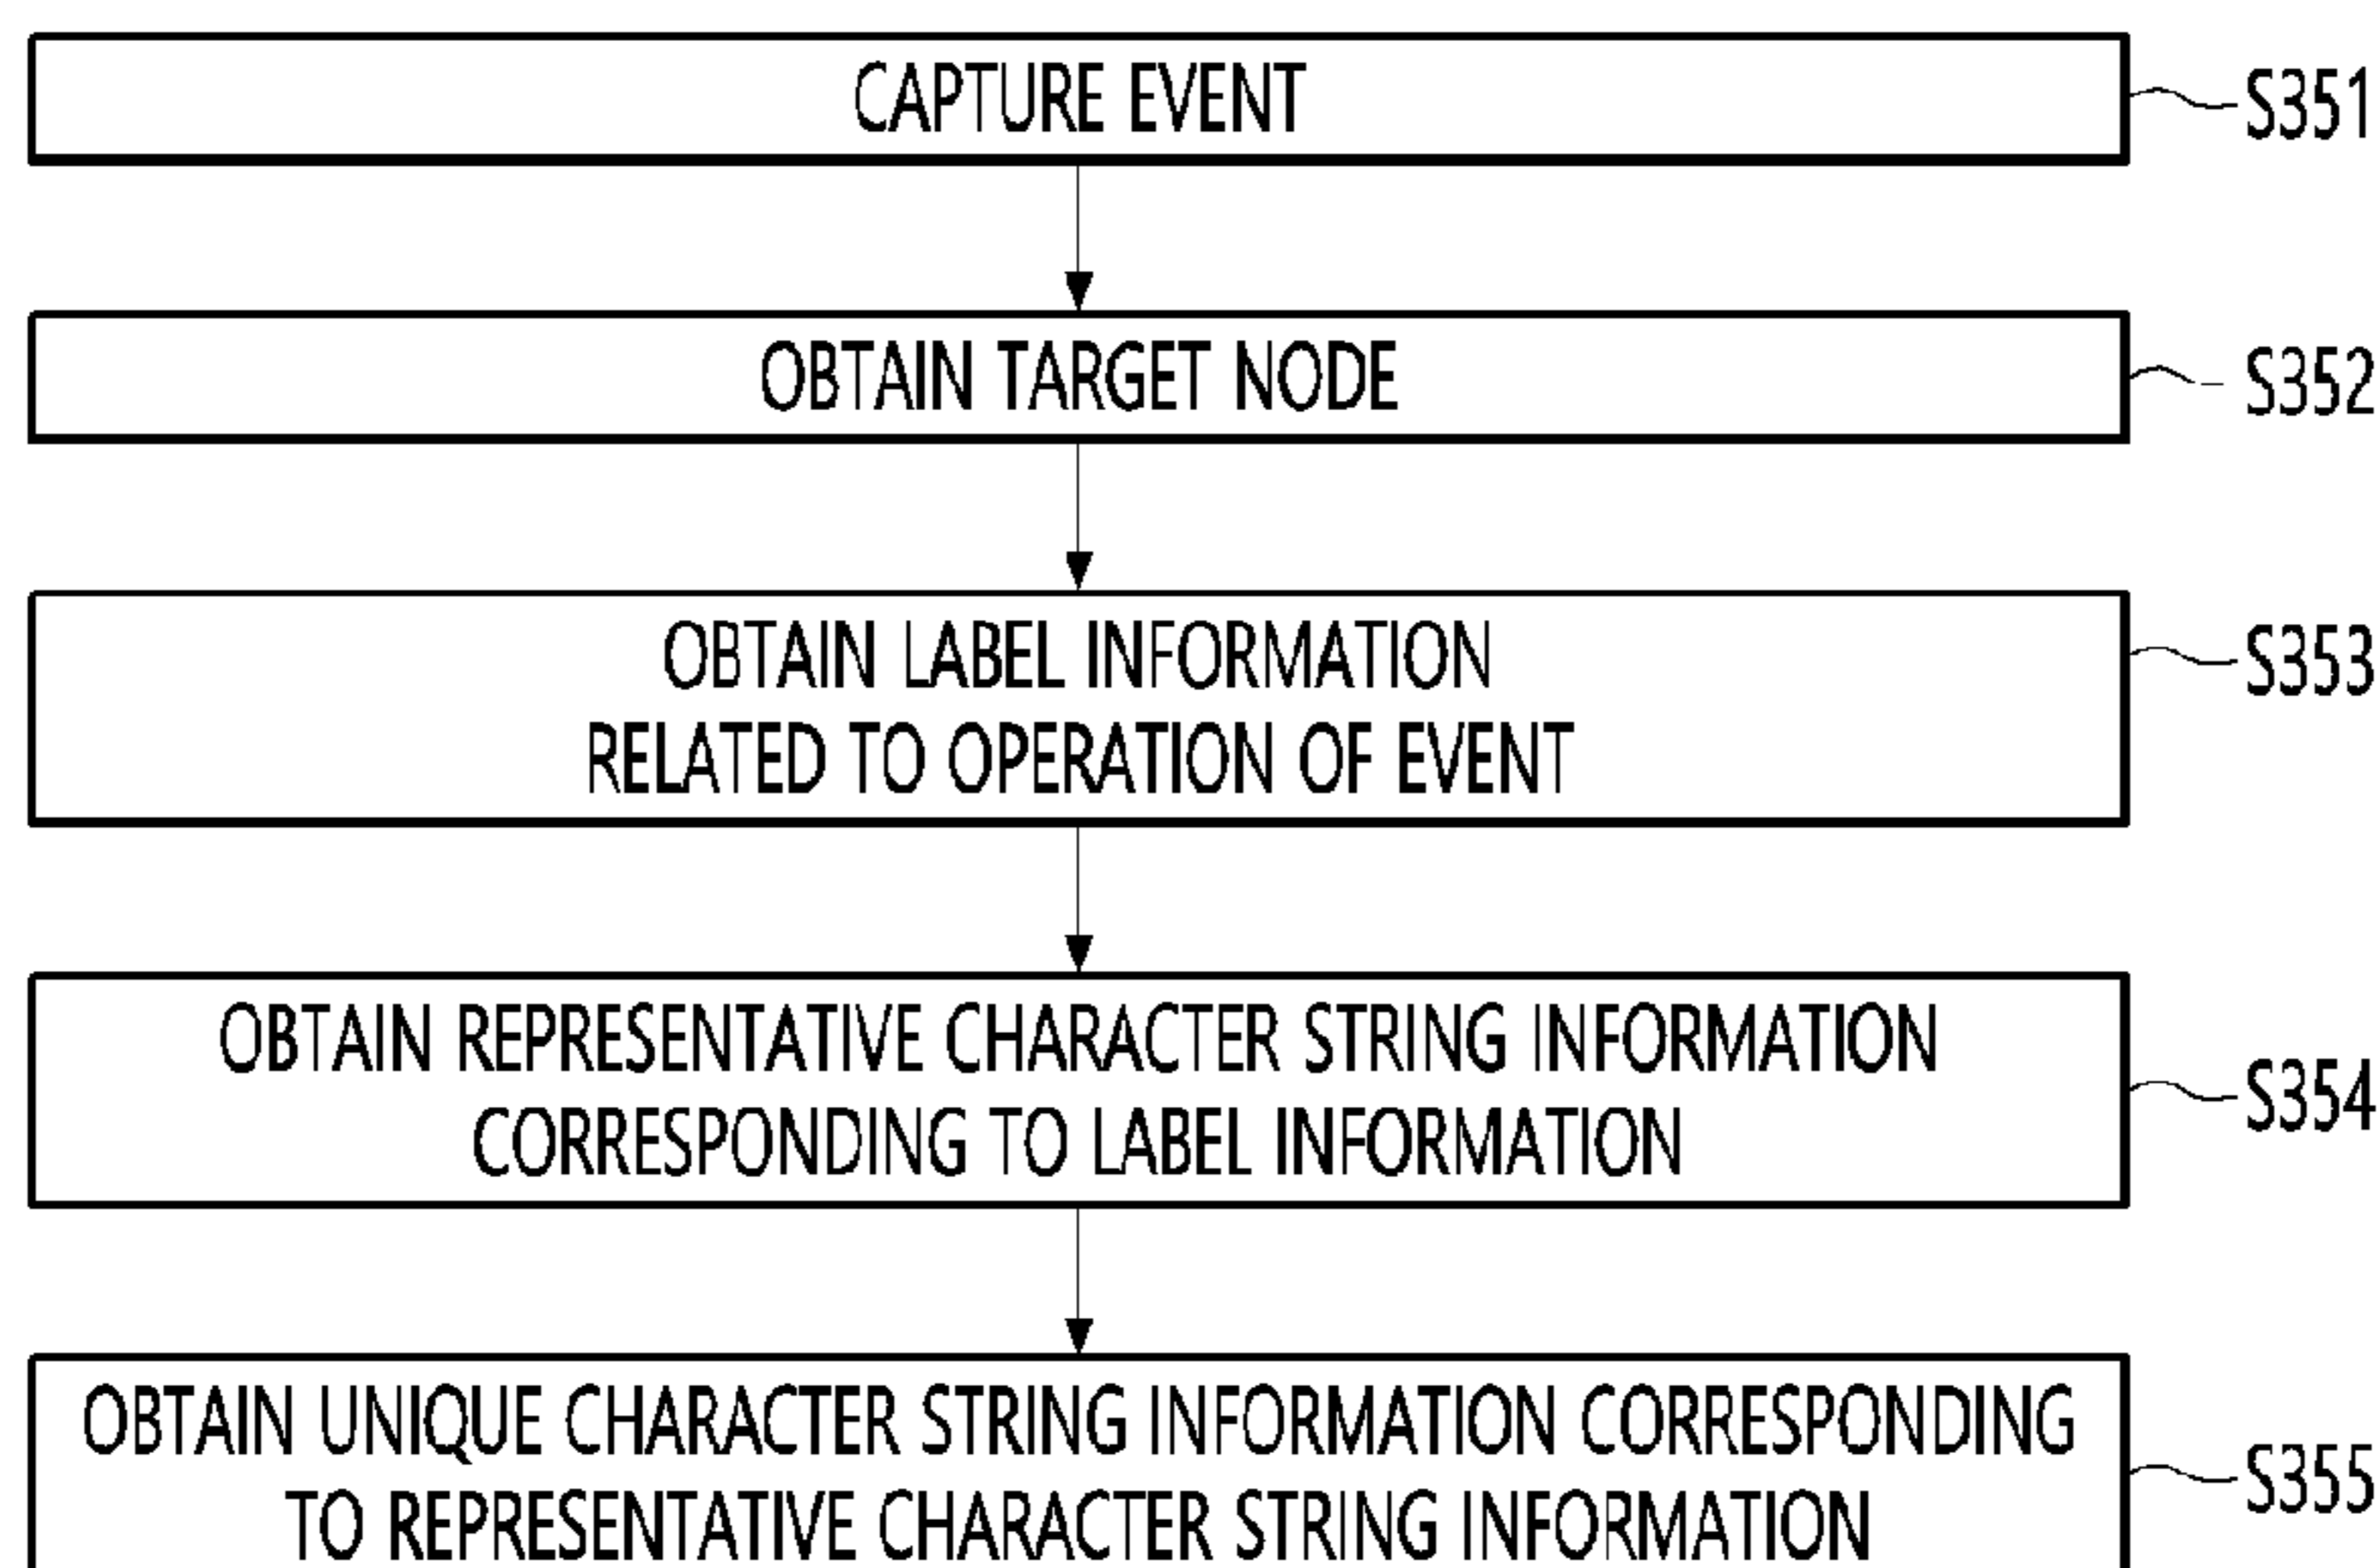 CAPTURE EVENT
S351
OBTAIN TARGET NODE
S352
OBTAIN LABEL INFORMATION
RELATED TO OPERATION OF EVENT
S353
OBTAIN REPRESENTATIVE CHARACTER STRING INFORMATION
CORRESPONDING TO LABEL INFORMATION
S354
OBTAIN UNIQUE CHARACTER STRING INFORMATION CORRESPONDING
TO REPRESENTATIVE CHARACTER STRING INFORMATION
S355